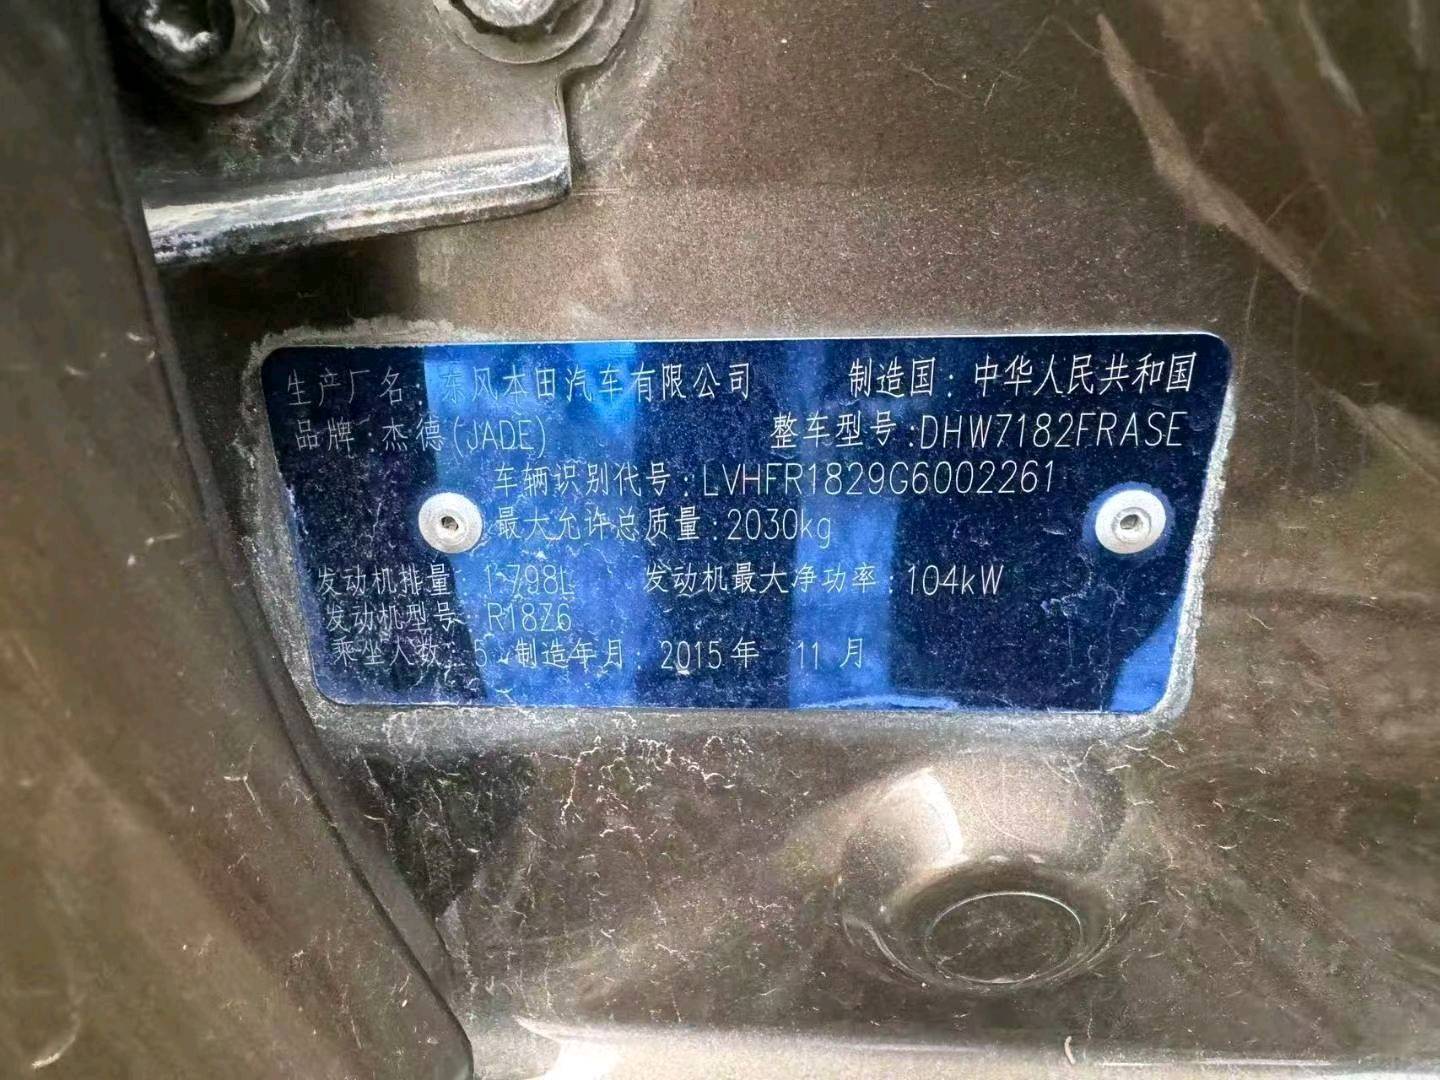 生产厂名：东风本田汽车有限公司 制造国：中华人民共和国
品牌：杰德(JADE) 整车型号：DHW7182FRASE
车辆识别代号：LVHFR1829G6002261
最大允许总质量：2030kg
发动机排量：1.798L 发动机最大净功率：104kW
发动机型号：R18Z6
乘坐人数：5 制造年月：2015年 11月